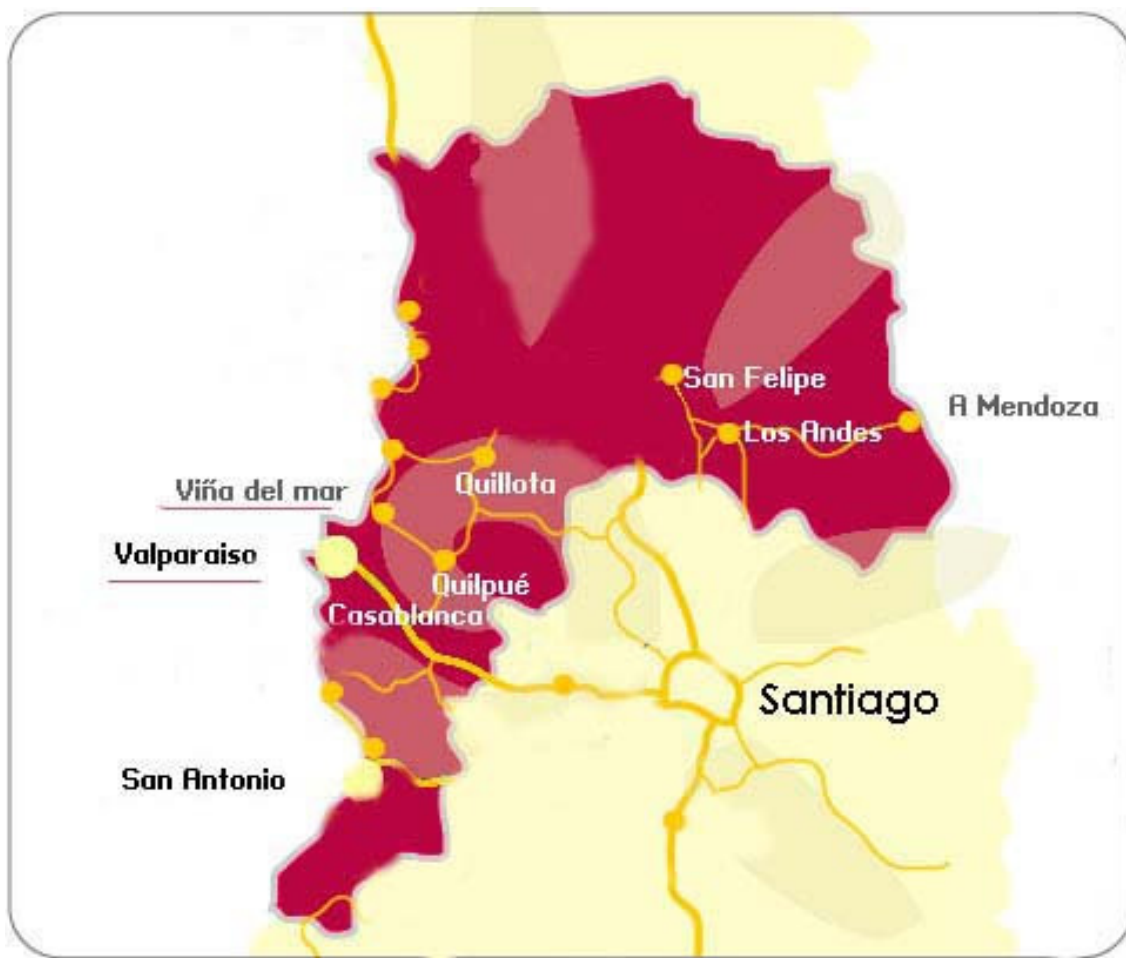 San Felipe
A Mendoza
Los Andes
Quillota
Viña del mar
Valparaiso
Quilpué
Casablanca
Santiago
San Antonio